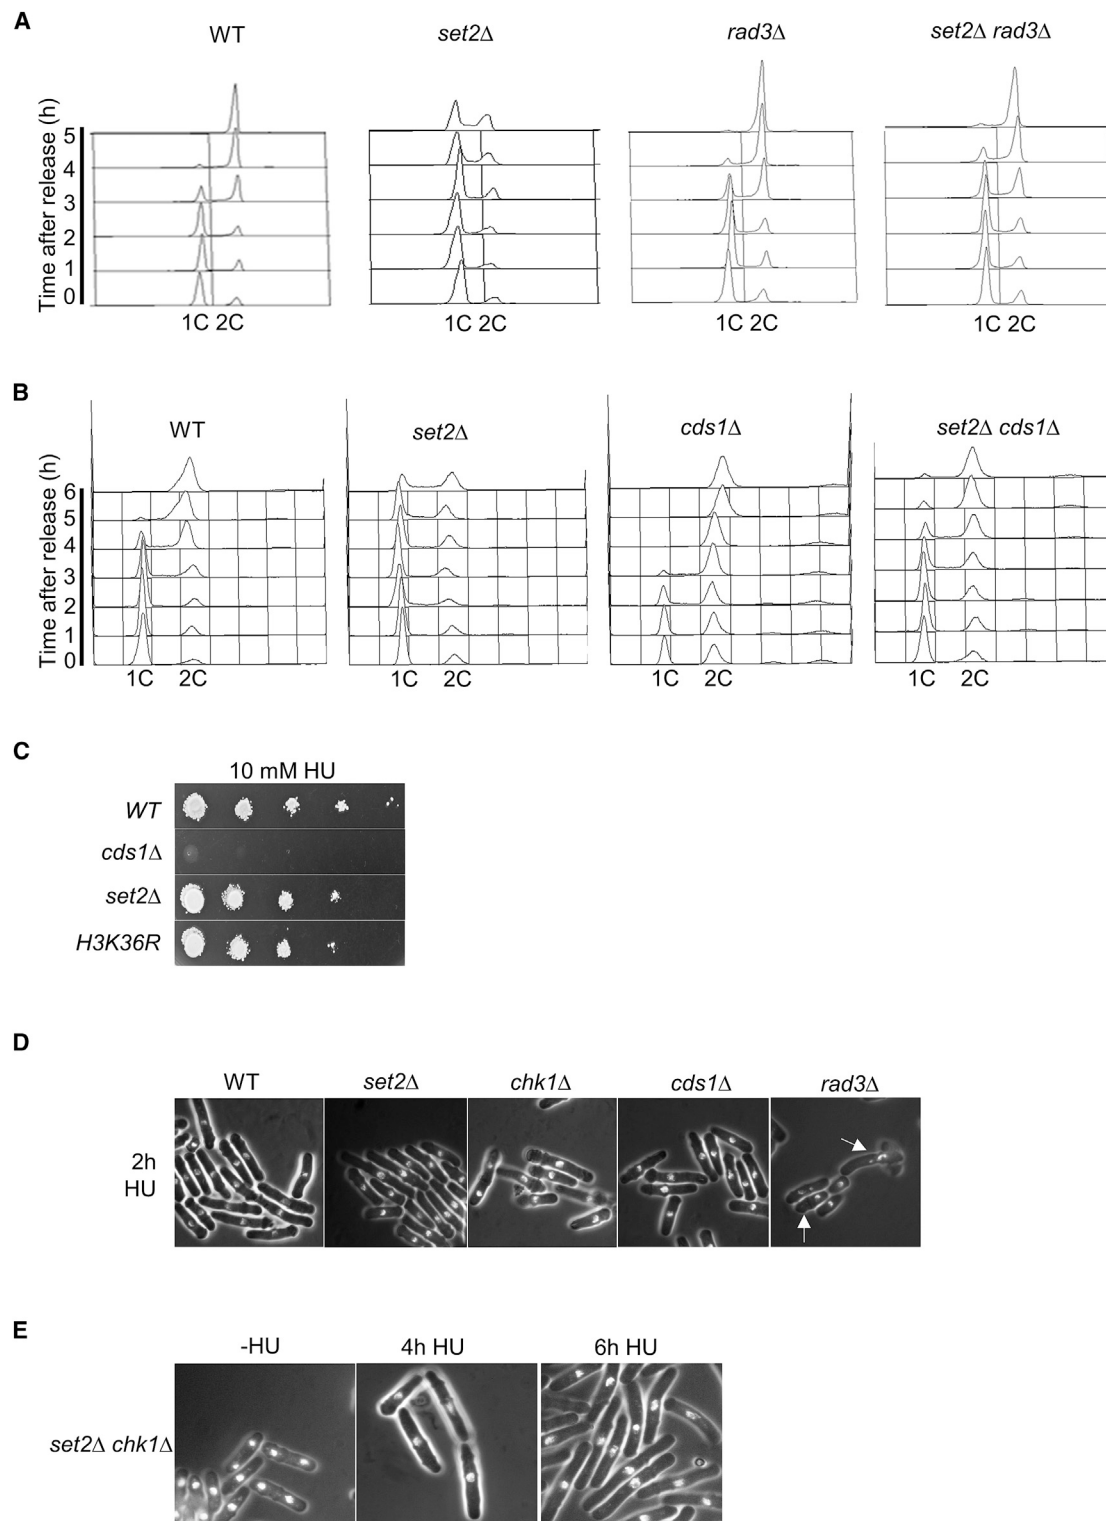 A
WT
set2Δ
rad3Δ
set2Δ rad3Δ
Time after release (h)
5
4
3
2
1
0
1C 2C
1C 2C
1C 2C
1C 2C
B
WT
set2Δ
cds1Δ
set2Δ cds1Δ
Time after release (h)
6
5
4
3
2
1
0
1C 2C
1C 2C
1C 2C
1C 2C
C
10 mM HU
WT
cds1Δ
set2Δ
H3K36R
D
WT
set2Δ
chk1Δ
cds1Δ
rad3Δ
2h
HU
E
-HU
4h HU
6h HU
set2Δ chk1Δ